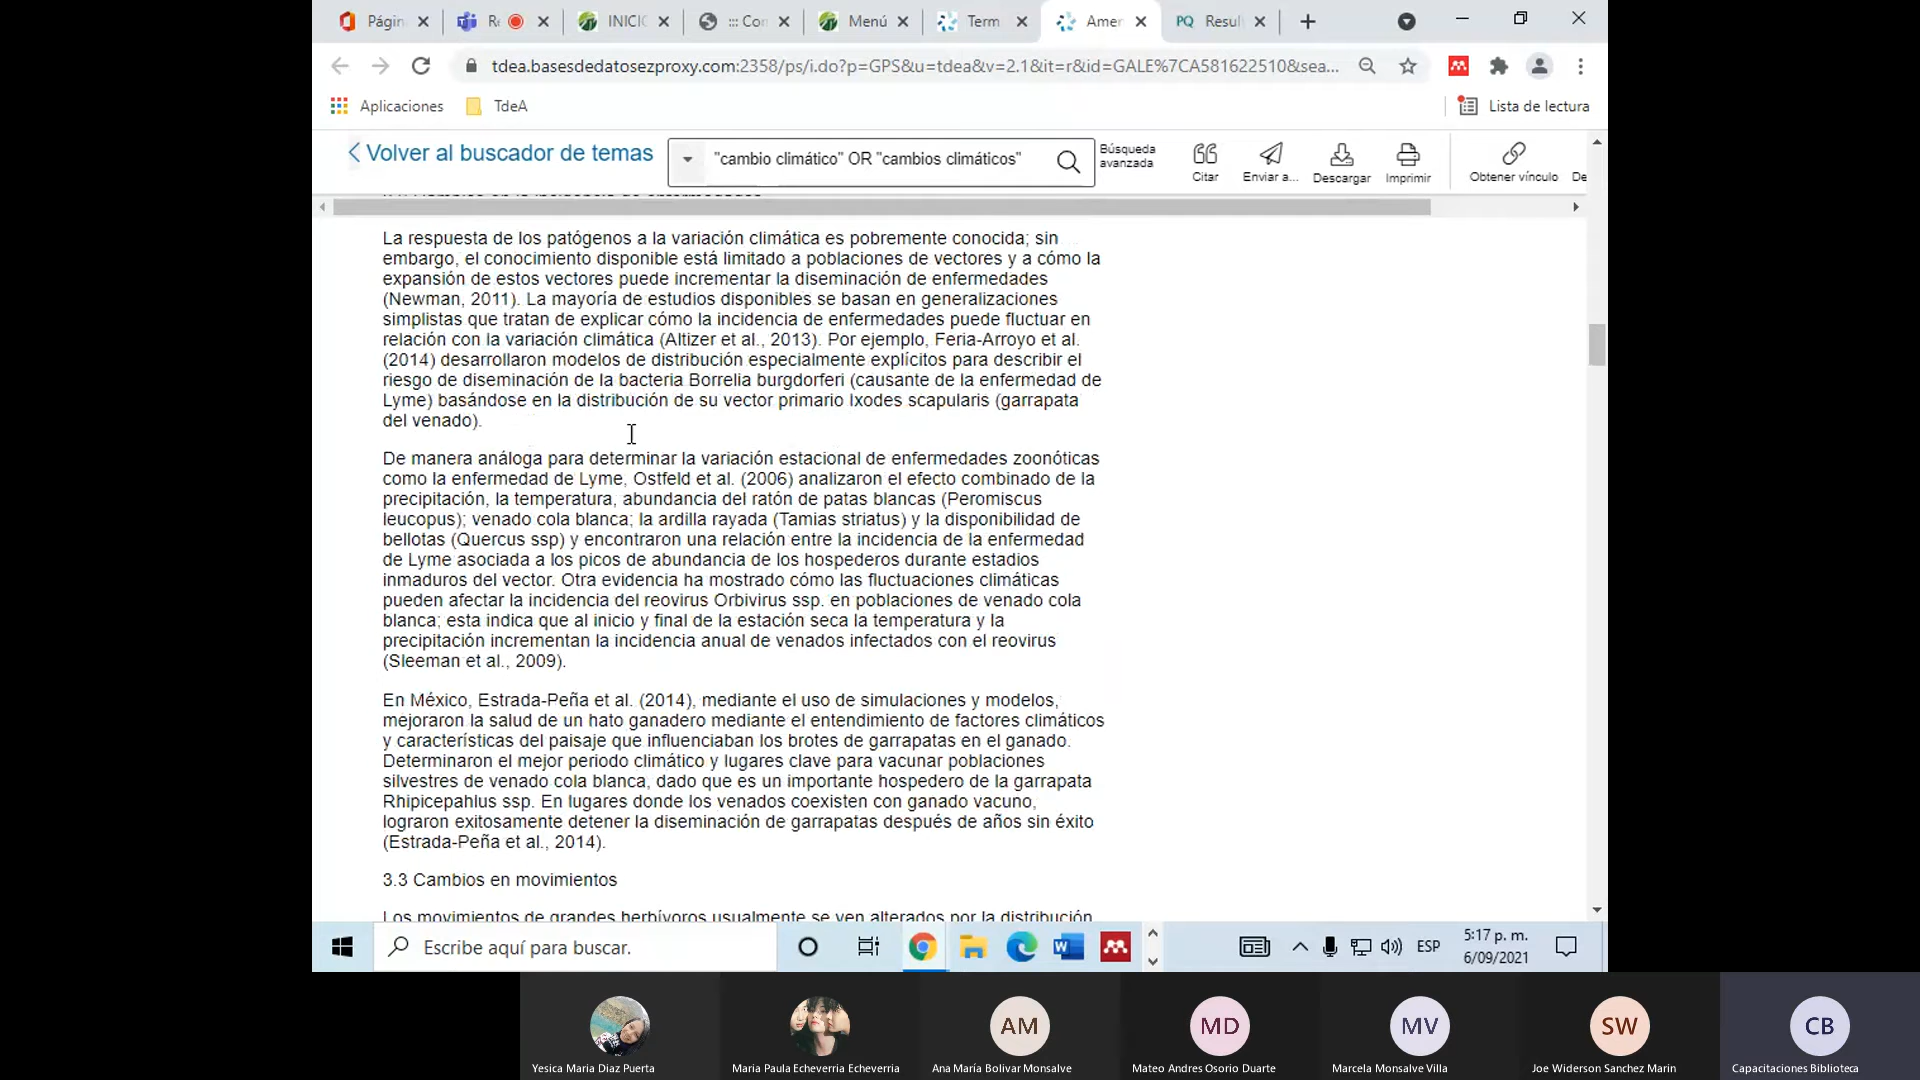 Págin
Re
INICIO
::: Con
Menú
Term
Amer
PQ
Resul
tdea.basesdedatosezproxy.com:2358/ps/i.do?p=GPS&u=tdea&v=2.1&it=r&id=GALE%7CA581622510&sea...
Aplicaciones
TdeA
Lista de lectura
Volver al buscador de temas
"cambio climático" OR "cambios climáticos"
Búsqueda
avanzada
Citar
Enviar a...
Descargar
Imprimir
Obtener vínculo
De
La respuesta de los patógenos a la variación climática es pobremente conocida; sin
embargo, el conocimiento disponible está limitado a poblaciones de vectores y a cómo la
expansión de estos vectores puede incrementar la diseminación de enfermedades
(Newman, 2011). La mayoría de estudios disponibles se basan en generalizaciones
simplistas que tratan de explicar cómo la incidencia de enfermedades puede fluctuar en
relación con la variación climática (Altizer et al., 2013). Por ejemplo, Feria-Arroyo et al.
(2014) desarrollaron modelos de distribución especialmente explícitos para describir el
riesgo de diseminación de la bacteria Borrelia burgdorferi (causante de la enfermedad de
Lyme) basándose en la distribución de su vector primario Ixodes scapularis (garrapata
del venado).
De manera análoga para determinar la variación estacional de enfermedades zoonóticas
como la enfermedad de Lyme, Ostfeld et al. (2006) analizaron el efecto combinado de la
precipitación, la temperatura, abundancia del ratón de patas blancas (Peromiscus
leucopus); venado cola blanca; la ardilla rayada (Tamias striatus) y la disponibilidad de
bellotas (Quercus ssp) y encontraron una relación entre la incidencia de la enfermedad
de Lyme asociada a los picos de abundancia de los hospederos durante estadios
inmaduros del vector. Otra evidencia ha mostrado cómo las fluctuaciones climáticas
pueden afectar la incidencia del reovirus Orbivirus ssp. en poblaciones de venado cola
blanca; esta indica que al inicio y final de la estación seca la temperatura y la
precipitación incrementan la incidencia anual de venados infectados con el reovirus
(Sleeman et al., 2009).
En México, Estrada-Peña et al. (2014), mediante el uso de simulaciones y modelos,
mejoraron la salud de un hato ganadero mediante el entendimiento de factores climáticos
y características del paisaje que influenciaban los brotes de garrapatas en el ganado.
Determinaron el mejor periodo climático y lugares clave para vacunar poblaciones
silvestres de venado cola blanca, dado que es un importante hospedero de la garrapata
Rhipicepahlus ssp. En lugares donde los venados coexisten con ganado vacuno,
lograron exitosamente detener la diseminación de garrapatas después de años sin éxito
(Estrada-Peña et al., 2014).
3.3 Cambios en movimientos
Los movimientos de grandes herbívoros usualmente se ven alterados por la distribución
Escribe aquí para buscar.
ESP
5:17 p. m.
6/09/2021
AM
MD
MV
SW
CB
Yesica Maria Diaz Puerta
Maria Paula Echeverria Echeverria
Ana María Bolivar Monsalve
Mateo Andres Osorio Duarte
Marcela Monsalve Villa
Joe Widerson Sanchez Marin
Capacitaciones Biblioteca